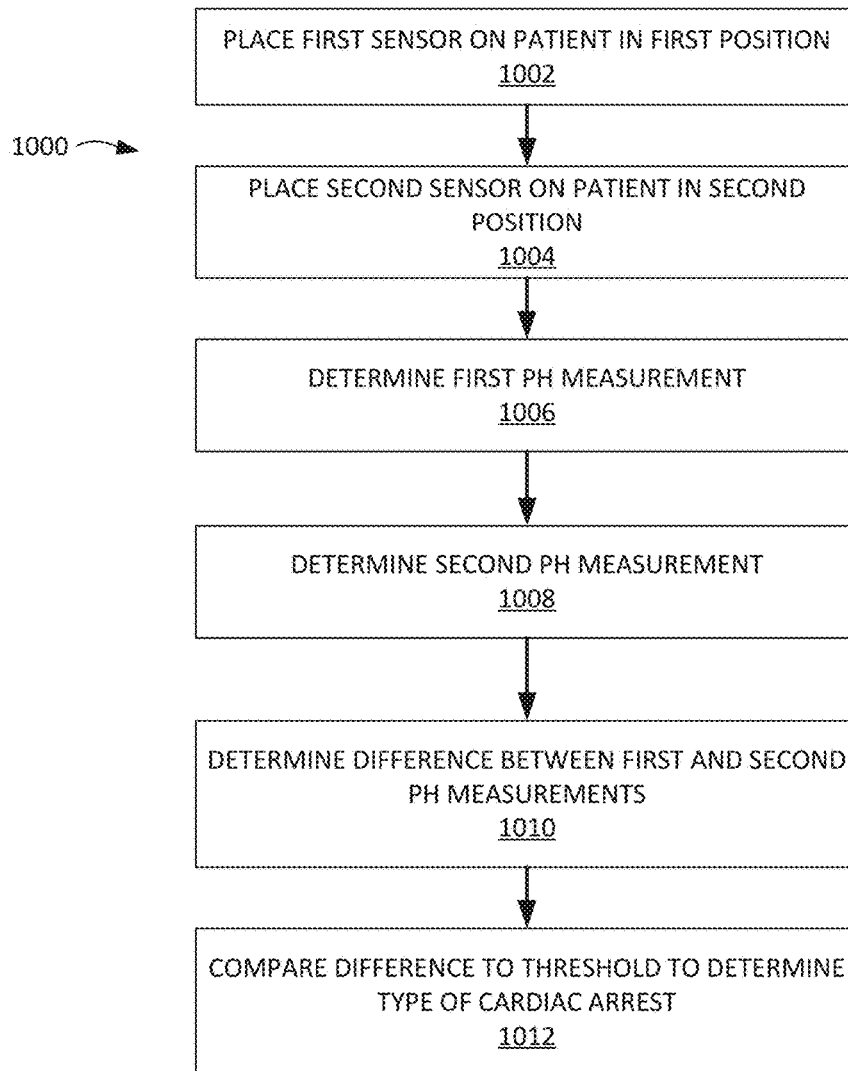 PLACE FIRST SENSOR ON PATIENT IN FIRST POSITION
1002
1000
PLACE SECOND SENSOR ON PATIENT IN SECOND
POSITION
1004
DETERMINE FIRST PH MEASUREMENT
1006
DETERMINE SECOND PH MEASUREMENT
1008
DETERMINE DIFFERENCE BETWEEN FIRST AND SECOND
PH MEASUREMENTS
1010
COMPARE DIFFERENCE TO THRESHOLD TO DETERMINE
TYPE OF CARDIAC ARREST
1012